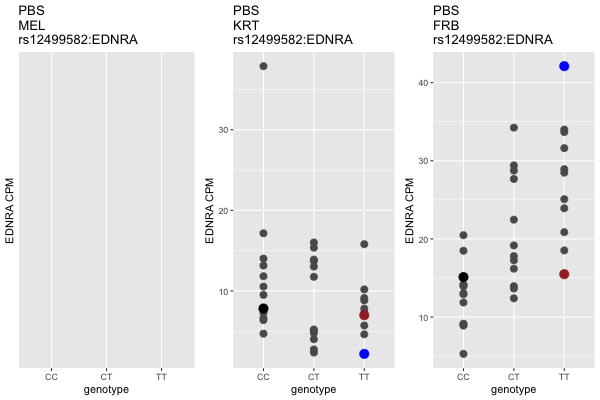 PBS
MEL
rs12499582:EDNRA
EDNRA CPM
CC
CT
TT
genotype
PBS
KRT
rs12499582:EDNRA
EDNRA CPM
30
20
10
CC
CT
TT
genotype
PBS
FRB
rs12499582:EDNRA
EDNRA CPM
40
30
20
10
CC
CT
TT
genotype